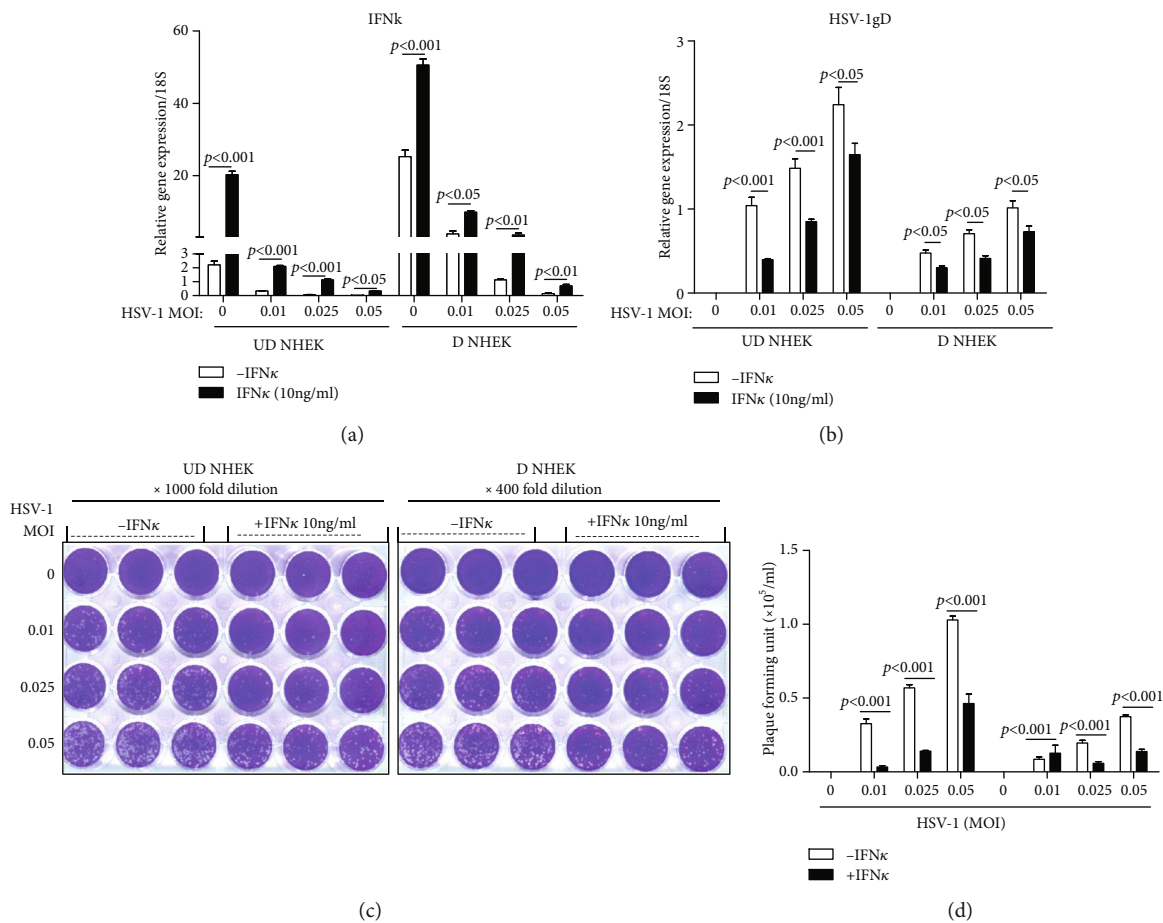 IFNk
Relative gene expression/18S
60
40
20
3
2
1
0
p<0.001
p<0.001
p<0.001
p<0.05
p<0.001
p<0.05
p<0.01
p<0.01
HSV-1 MOI: 0 0.01 0.025 0.05 0 0.01 0.025 0.05
UD NHEK D NHEK
–IFNκ
IFNκ (10ng/ml)
(a)
HSV-1gD
Relative gene expression/18S
3
2
1
0
p<0.001
p<0.001
p<0.05
p<0.05
p<0.05
p<0.05
HSV-1 MOI: 0 0.01 0.025 0.05 0 0.01 0.025 0.05
UD NHEK D NHEK
–IFNκ
IFNκ (10ng/ml)
(b)
UD NHEK D NHEK
× 1000 fold dilution × 400 fold dilution
HSV-1
MOI
–IFNκ +IFNκ 10ng/ml –IFNκ +IFNκ 10ng/ml
0
0.01
0.025
0.05
(c)
Plaque forming unit (×10⁵/ml)
1.5
1.0
0.5
0.0
p<0.001
p<0.001
p<0.001
p<0.001
p<0.001
p<0.001
0 0.01 0.025 0.05 0 0.01 0.025 0.05
HSV-1 (MOI)
–IFNκ
+IFNκ
(d)